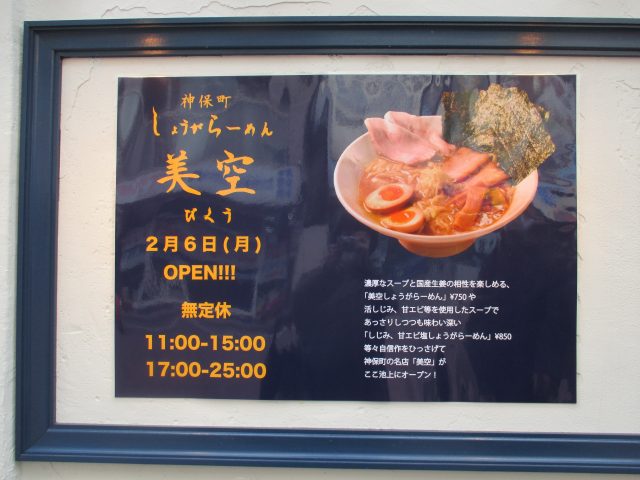 神保町
しょうがらーめん
美空
びくう
2月6日(月)
OPEN!!!
無定休
11:00-15:00
17:00-25:00
濃厚なスープと国産生姜の相性を楽しめる、
「美空しょうがらーめん」¥750 や
活しじみ、甘エビ等を使用したスープで
あっさりしつつも味わい深い
「しじみ、甘エビ塩しょうがらーめん」¥850
等々自信作をひっさげて
神保町の名店「美空」が
ここ池上にオープン！